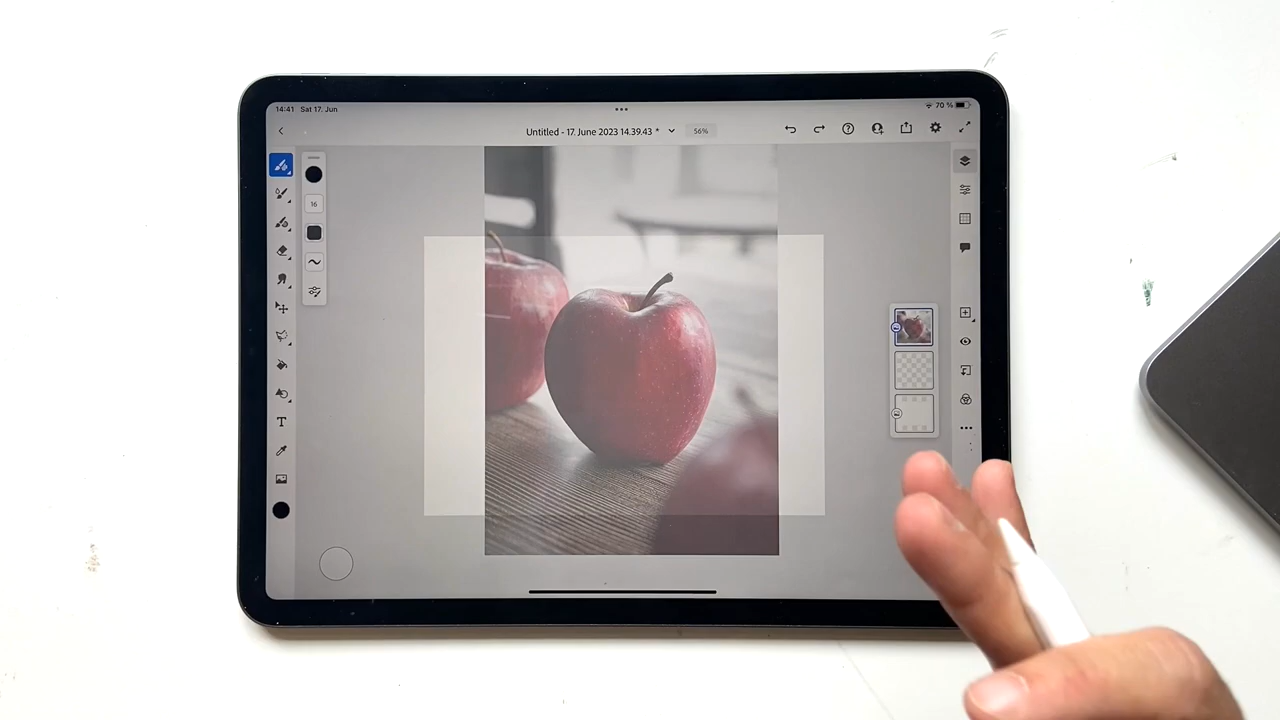 14:41 Sat 17. Jun
70 %
Untitled - 17. June 2023 14.39.43 *
56%
16
T